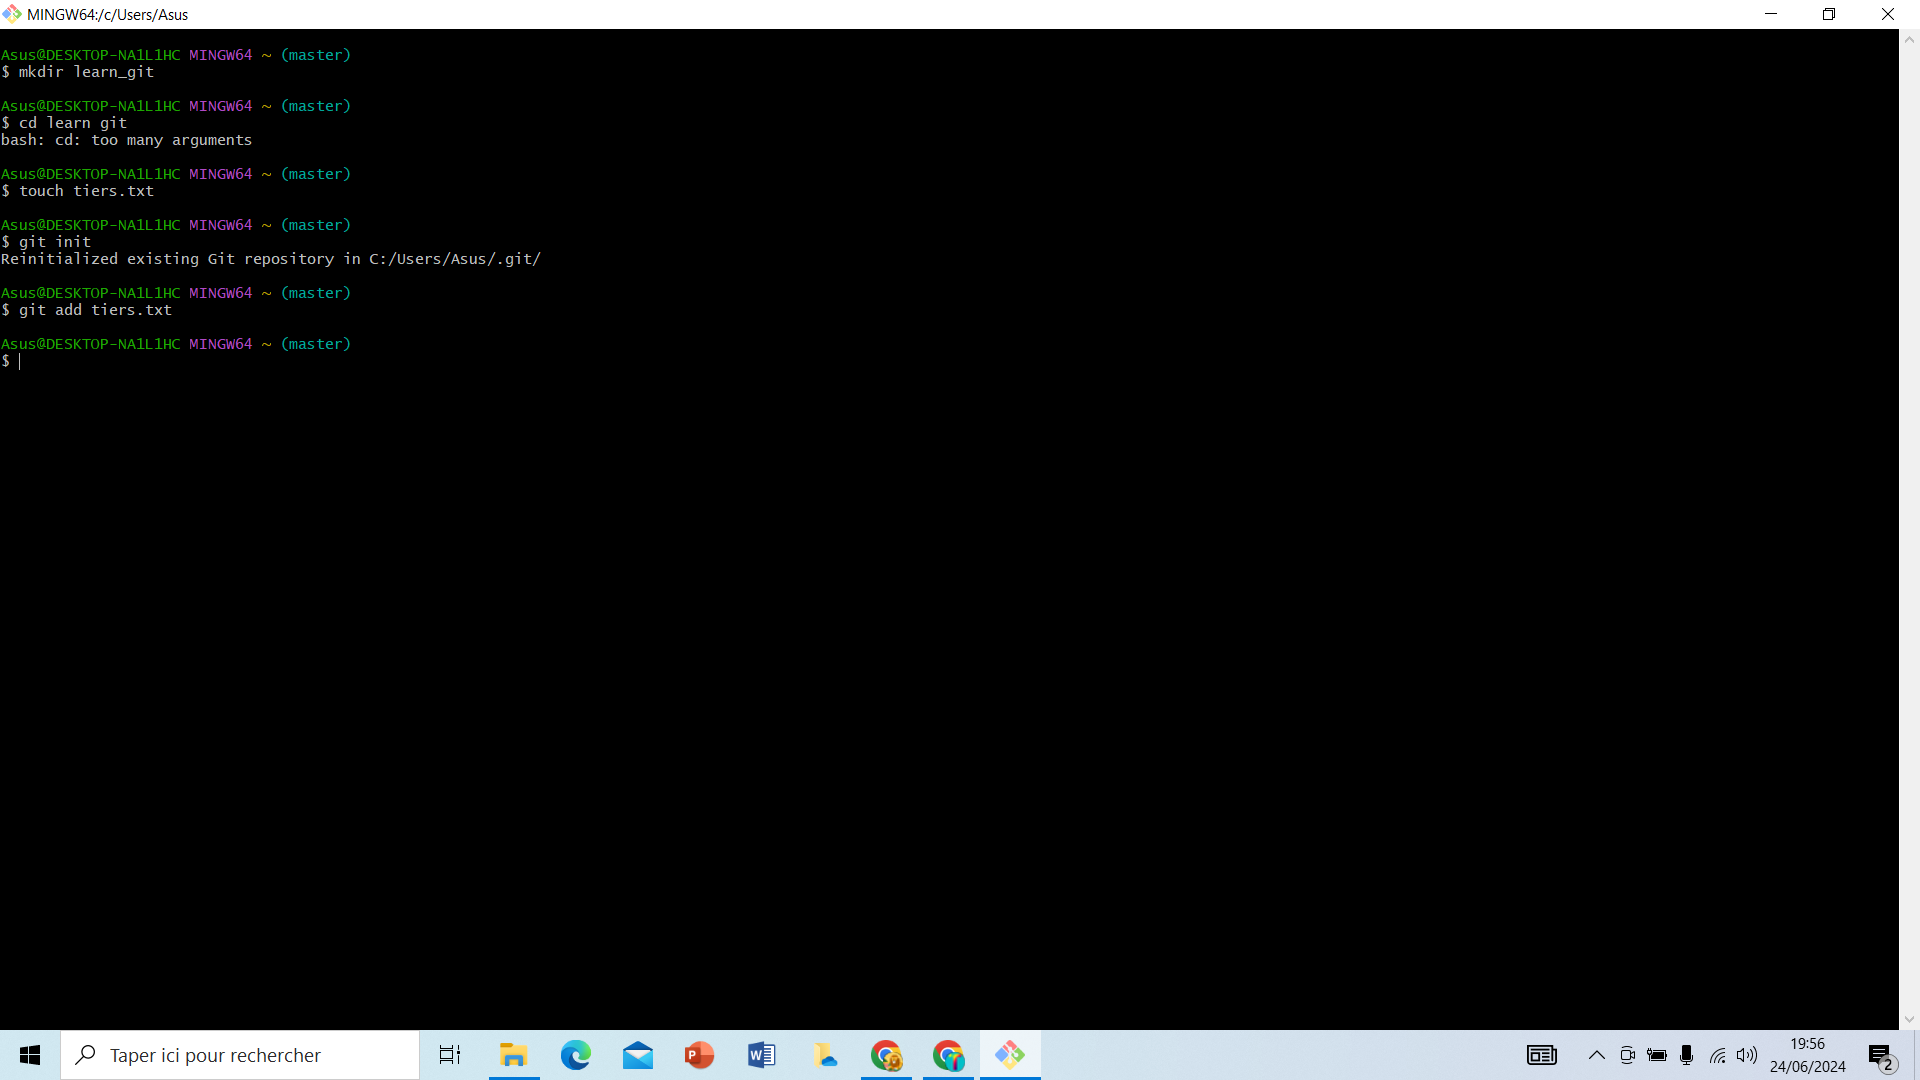 MINGW64:/c/Users/Asus
Asus@DESKTOP-NA1L1HC MINGW64 ~ (master)
$ mkdir learn_git
Asus@DESKTOP-NA1L1HC MINGW64 ~ (master)
$ cd learn git
bash: cd: too many arguments
Asus@DESKTOP-NA1L1HC MINGW64 ~ (master)
$ touch tiers.txt
Asus@DESKTOP-NA1L1HC MINGW64 ~ (master)
$ git init
Reinitialized existing Git repository in C:/Users/Asus/.git/
Asus@DESKTOP-NA1L1HC MINGW64 ~ (master)
$ git add tiers.txt
Asus@DESKTOP-NA1L1HC MINGW64 ~ (master)
$
Taper ici pour rechercher
19:56
24/06/2024
2